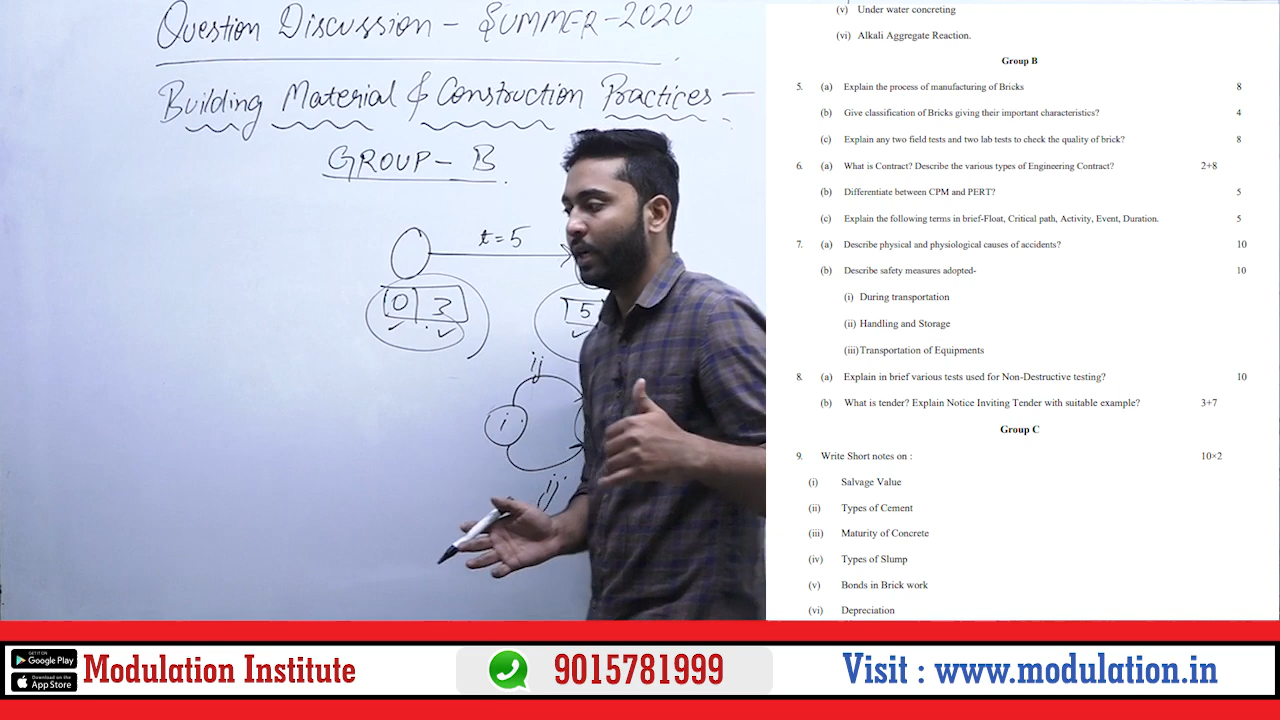 Question Discussion - SUMMER-2020
Building Material & Construction Practices -
GROUP - B
t=5
0 3
5
ij
i
ij
(v) Under water concreting
(vi) Alkali Aggregate Reaction.
Group B
5. (a) Explain the process of manufacturing of Bricks 8
(b) Give classification of Bricks giving their important characteristics? 4
(c) Explain any two field tests and two lab tests to check the quality of brick? 8
6. (a) What is Contract? Describe the various types of Engineering Contract? 2+8
(b) Differentiate between CPM and PERT? 5
(c) Explain the following terms in brief-Float, Critical path, Activity, Event, Duration. 5
7. (a) Describe physical and physiological causes of accidents? 10
(b) Describe safety measures adopted- 10
(i) During transportation
(ii) Handling and Storage
(iii)Transportation of Equipments
8. (a) Explain in brief various tests used for Non-Destructive testing? 10
(b) What is tender? Explain Notice Inviting Tender with suitable example? 3+7
Group C
9. Write Short notes on : 10×2
(i) Salvage Value
(ii) Types of Cement
(iii) Maturity of Concrete
(iv) Types of Slump
(v) Bonds in Brick work
(vi) Depreciation
GET IT ON
Google Play
Download on the
App Store
Modulation Institute
9015781999
Visit : www.modulation.in